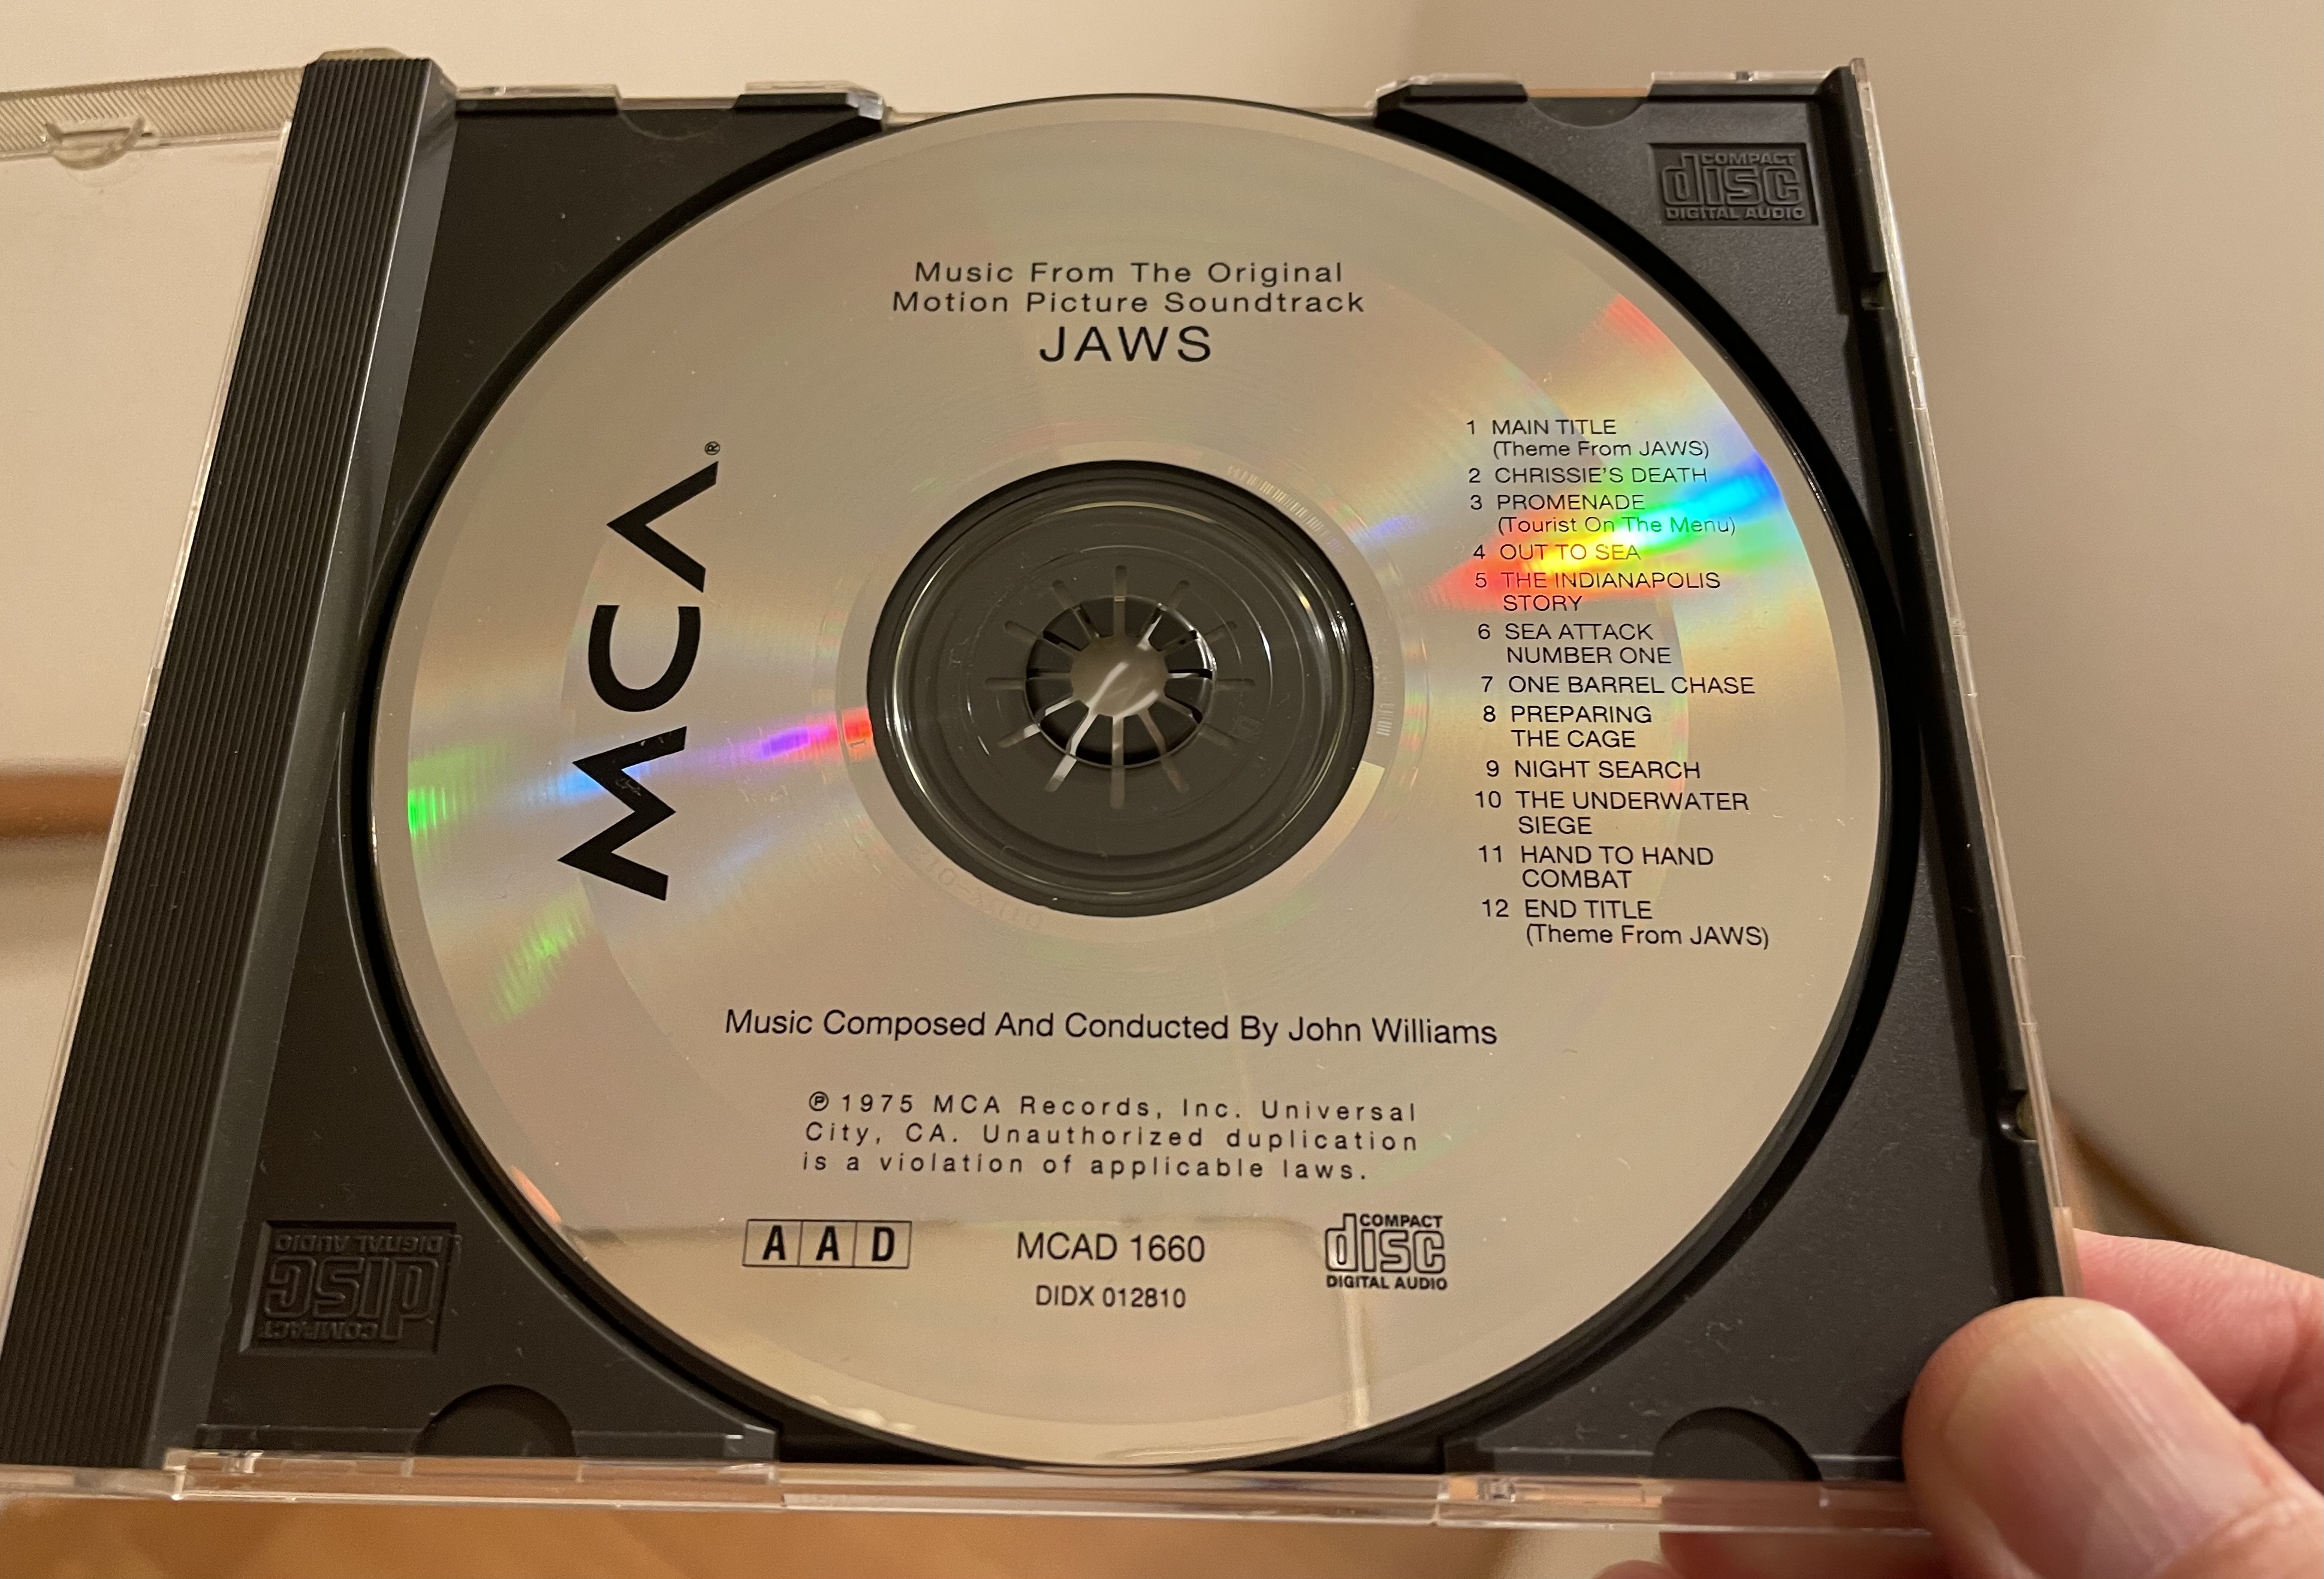 Music From The Original
Motion Picture Soundtrack
JAWS
MCA®
1 MAIN TITLE
(Theme From JAWS)
2 CHRISSIE'S DEATH
3 PROMENADE
(Tourist On The Menu)
4 OUT TO SEA
5 THE INDIANAPOLIS
STORY
6 SEA ATTACK
NUMBER ONE
7 ONE BARREL CHASE
8 PREPARING
THE CAGE
9 NIGHT SEARCH
10 THE UNDERWATER
SIEGE
11 HAND TO HAND
COMBAT
12 END TITLE
(Theme From JAWS)
Music Composed And Conducted By John Williams
℗ 1975 MCA Records, Inc. Universal
City, CA. Unauthorized duplication
is a violation of applicable laws.
AAD
MCAD 1660
DIDX 012810
COMPACT
disc
DIGITAL AUDIO
COMPACT
disc
DIGITAL AUDIO
COMPACT
disc
DIGITAL AUDIO